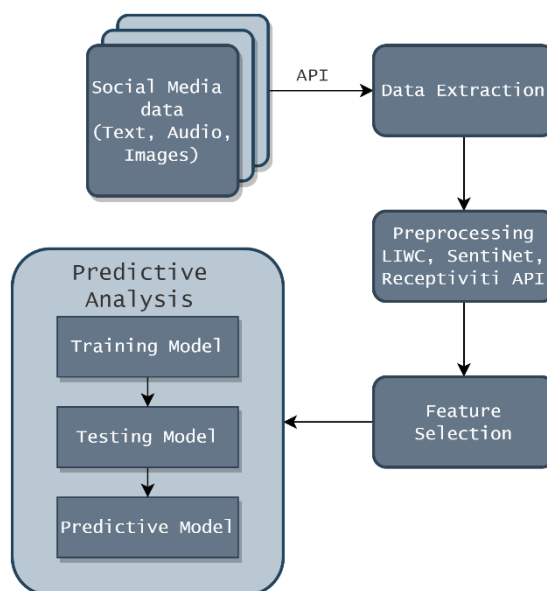 Social Media
data
(Text, Audio,
Images)
API
Data Extraction
Preprocessing
LIWC, SentiNet,
Receptiviti API
Feature
Selection
Predictive
Analysis
Training Model
Testing Model
Predictive Model